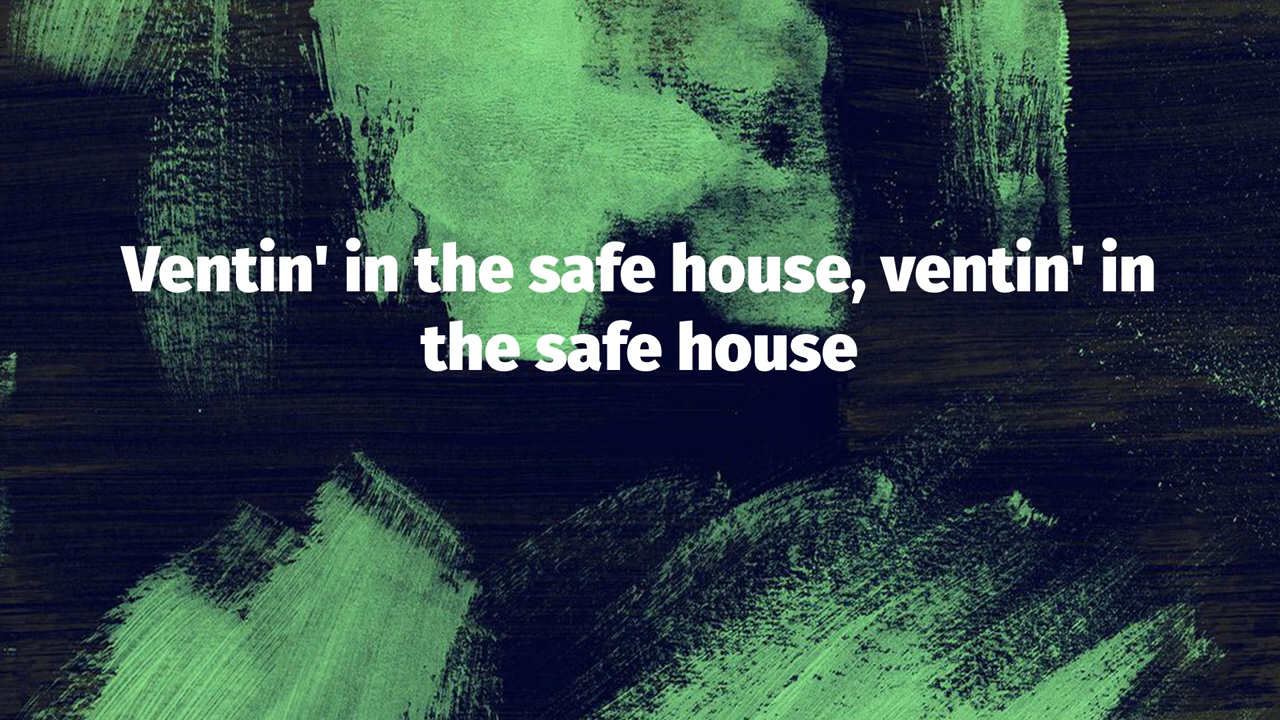 Ventin' in the safe house, ventin' in
the safe house